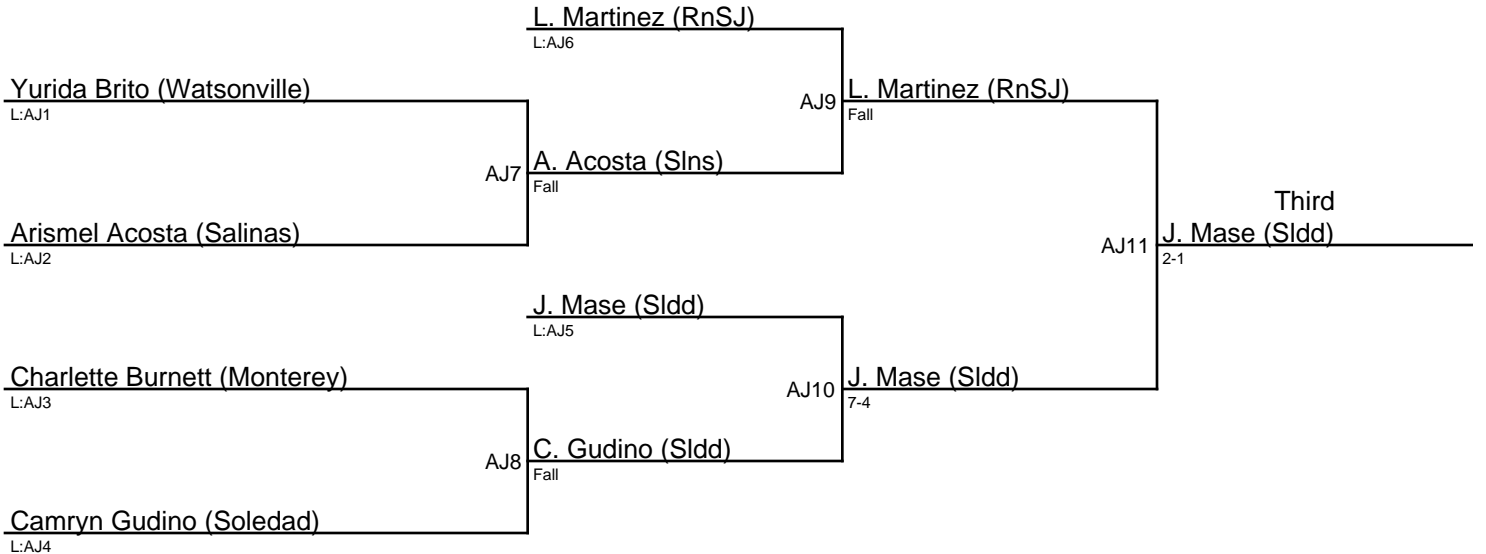 L. Martinez (RnSJ)
L:AJ6
Yurida Brito (Watsonville)
L:AJ1
AJ9
L. Martinez (RnSJ)
Fall
AJ7
A. Acosta (Slns)
Fall
Third
Arismel Acosta (Salinas)
L:AJ2
AJ11
J. Mase (Sldd)
2-1
J. Mase (Sldd)
L:AJ5
Charlette Burnett (Monterey)
L:AJ3
AJ10
J. Mase (Sldd)
7-4
AJ8
C. Gudino (Sldd)
Fall
Camryn Gudino (Soledad)
L:AJ4